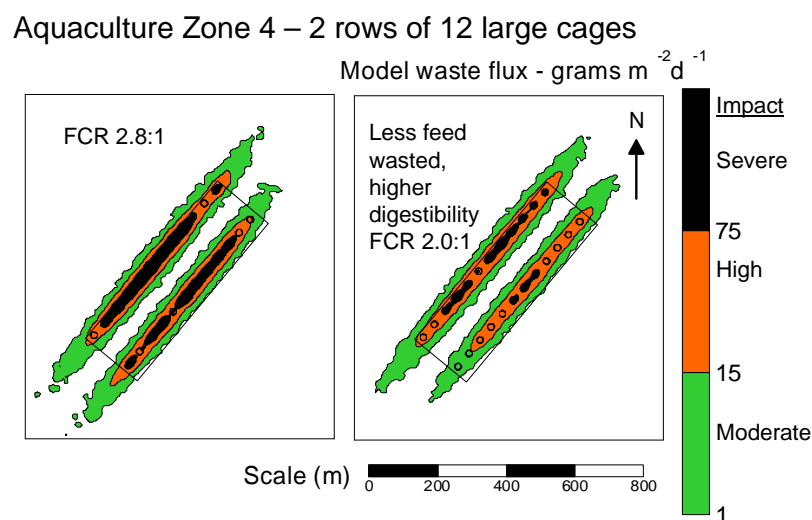 Aquaculture Zone 4 – 2 rows of 12 large cages
Model waste flux - grams m -2 d -1
FCR 2.8:1
Less feed
wasted,
higher
digestibility
FCR 2.0:1
N
Impact
Severe
75
High
15
Moderate
1
Scale (m)
0 200 400 600 800